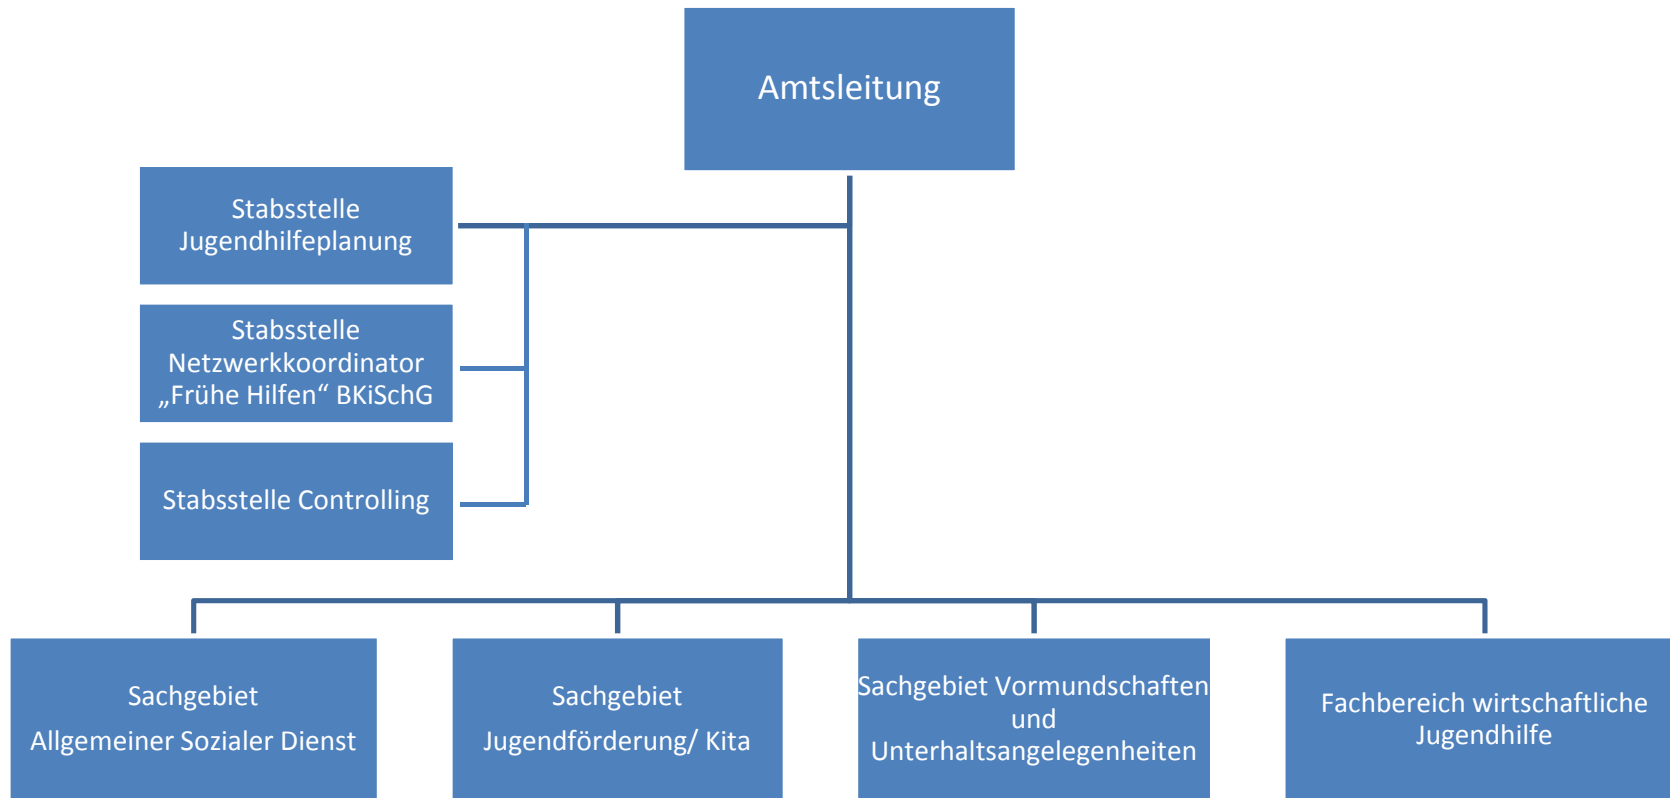 Amtsleitung
Stabsstelle
Jugendhilfeplanung
Stabsstelle
Netzwerkkoordinator
„Frühe Hilfen“ BKiSchG
Stabsstelle Controlling
Sachgebiet
Allgemeiner Sozialer Dienst
Sachgebiet
Jugendförderung/ Kita
Sachgebiet Vormundschaften
und
Unterhaltsangelegenheiten
Fachbereich wirtschaftliche
Jugendhilfe